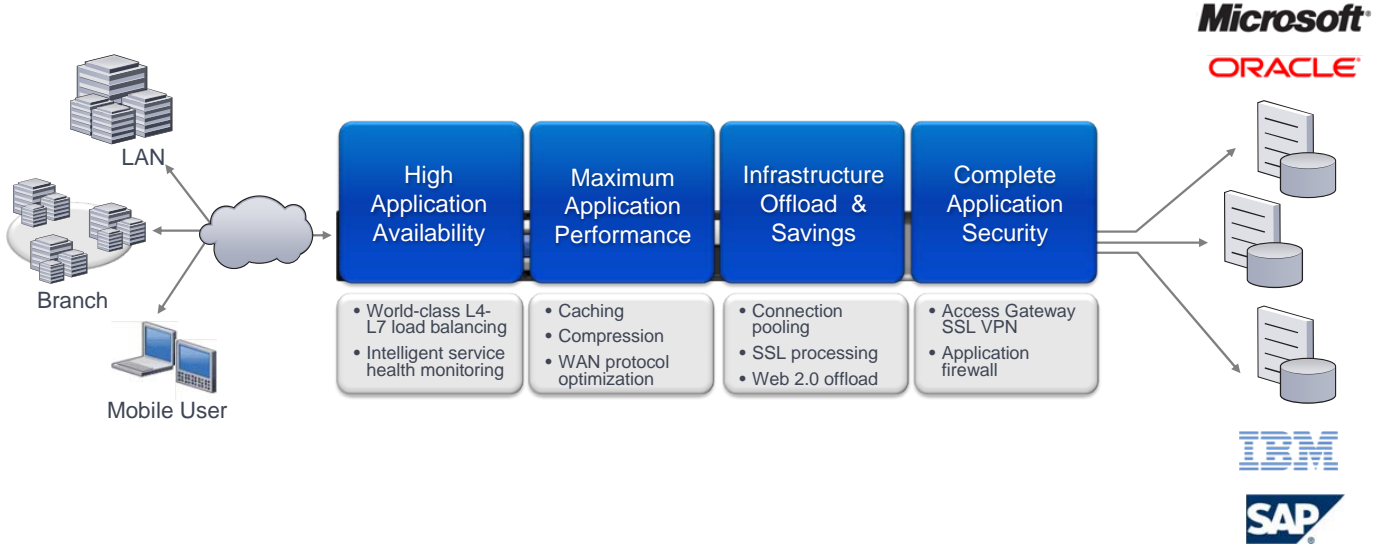 Microsoft
ORACLE
LAN
Branch
Mobile User
High
Application
Availability
• World-class L4-
L7 load balancing
• Intelligent service
health monitoring
Maximum
Application
Performance
• Caching
• Compression
• WAN protocol
optimization
Infrastructure
Offload &
Savings
• Connection
pooling
• SSL processing
• Web 2.0 offload
Complete
Application
Security
• Access Gateway
SSL VPN
• Application
firewall
IBM
SAP